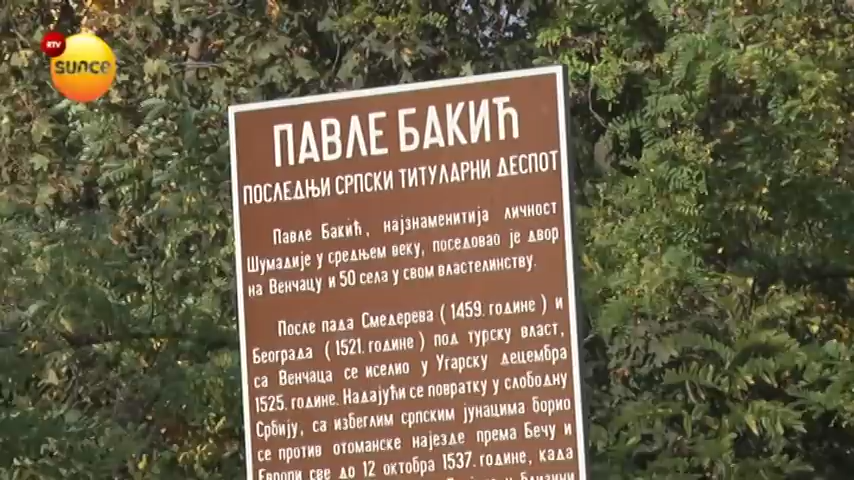 RTV
sunce
ПАВЛЕ БАКИЋ
ПОСЛЕДЊИ СРПСКИ ТИТУЛАРНИ ДЕСПОТ
Павле Бакић, најзнаменитија личност
Шумадије у средњем веку, поседовао је двор
на Венчацу и 50 села у свом властелинству.
После пада Смедерева (1459. године) и
Београда (1521. године) под турску власт,
са Венчаца се иселио у Угарску децембра
1525. године. Надајући се повратку у слободну
Србију, са избеглим српским јунацима борио
се против отоманске најезде према Бечу и
Европи све до 12 октобра 1537. године, када
Близини